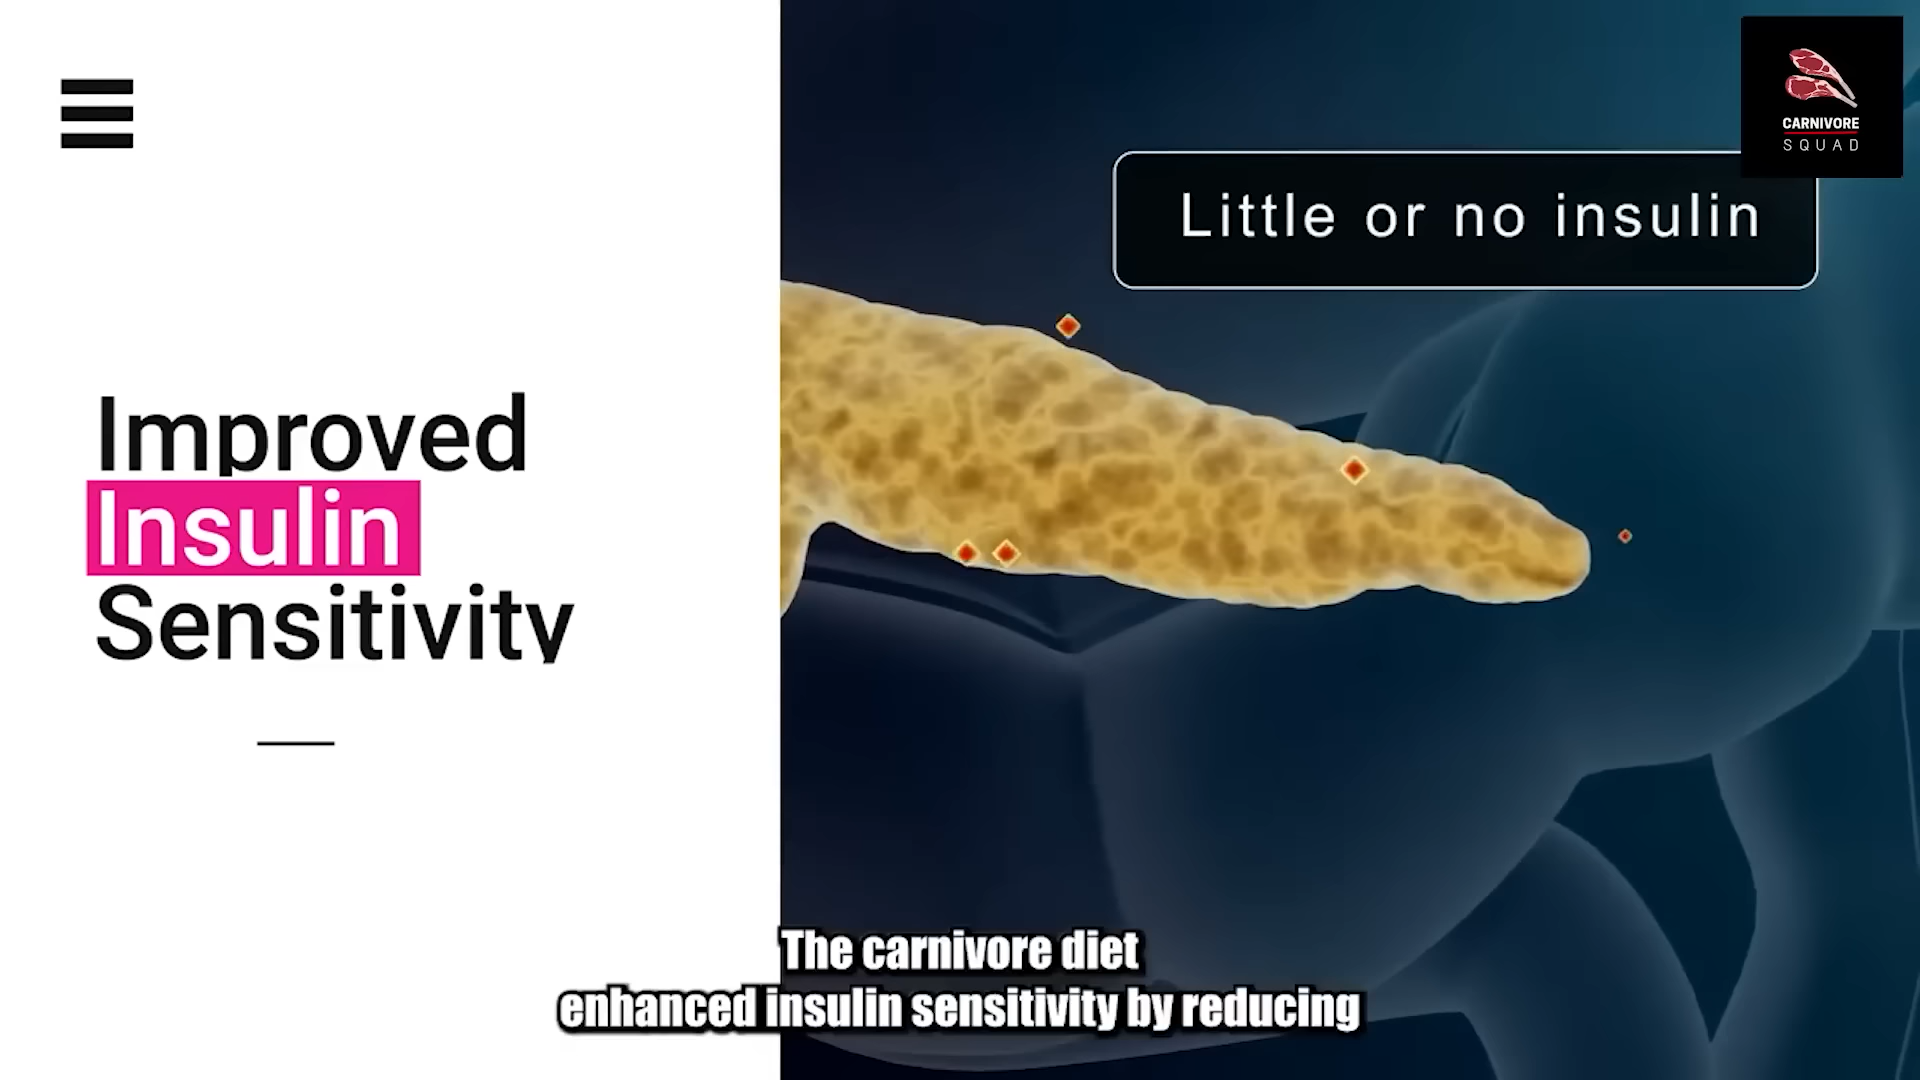 CARNIVORE
SQUAD
Little or no insulin
Improved
Insulin
Sensitivity
The carnivore diet
enhanced insulin sensitivity by reducing